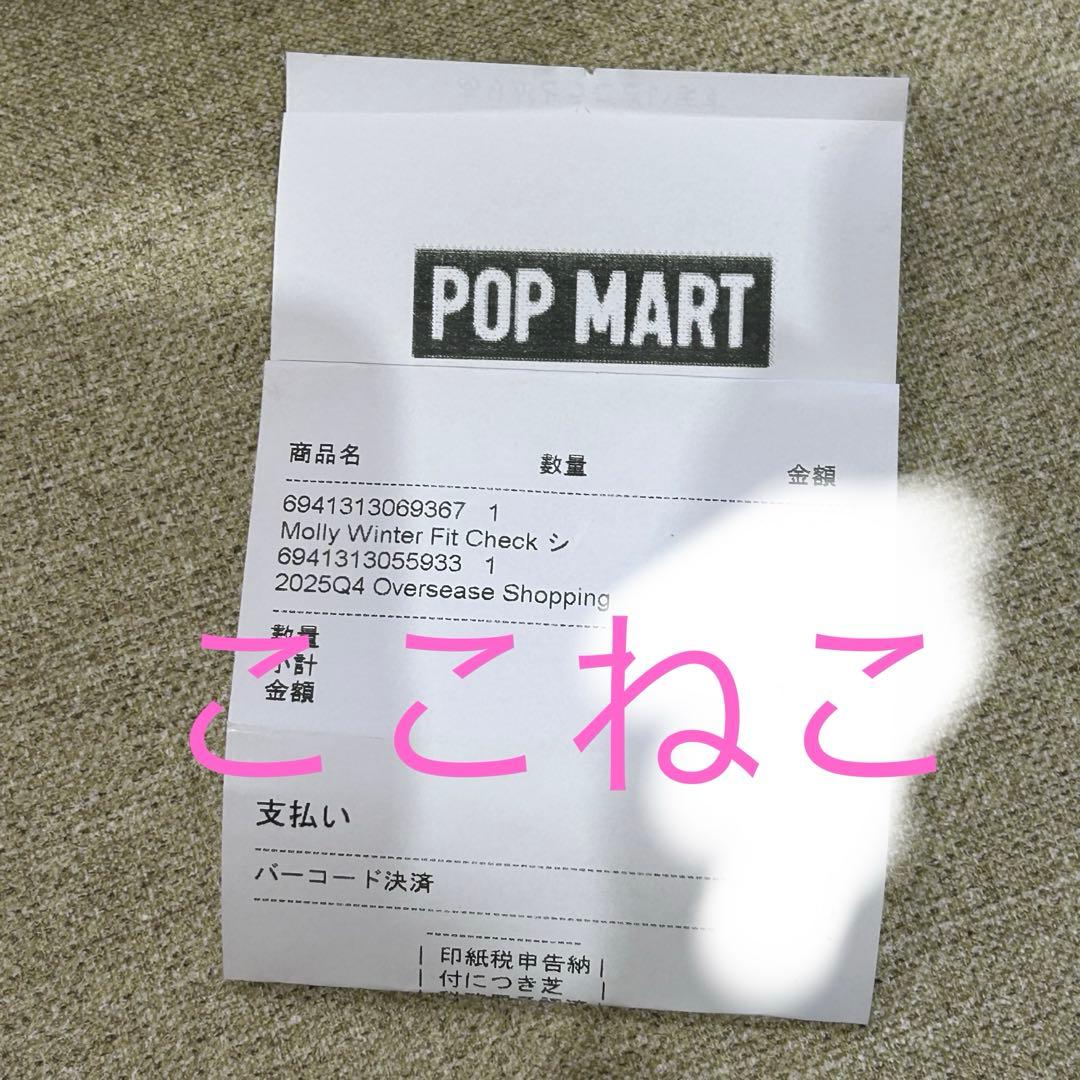 POP MART
商品名 数量 金額
6941313069367 1
Molly Winter Fit Check シ
6941313055933 1
2025Q4 Oversease Shopping
数量
小計
金額
ここねこ
支払い
バーコード決済
印紙税申告納
付につき芝